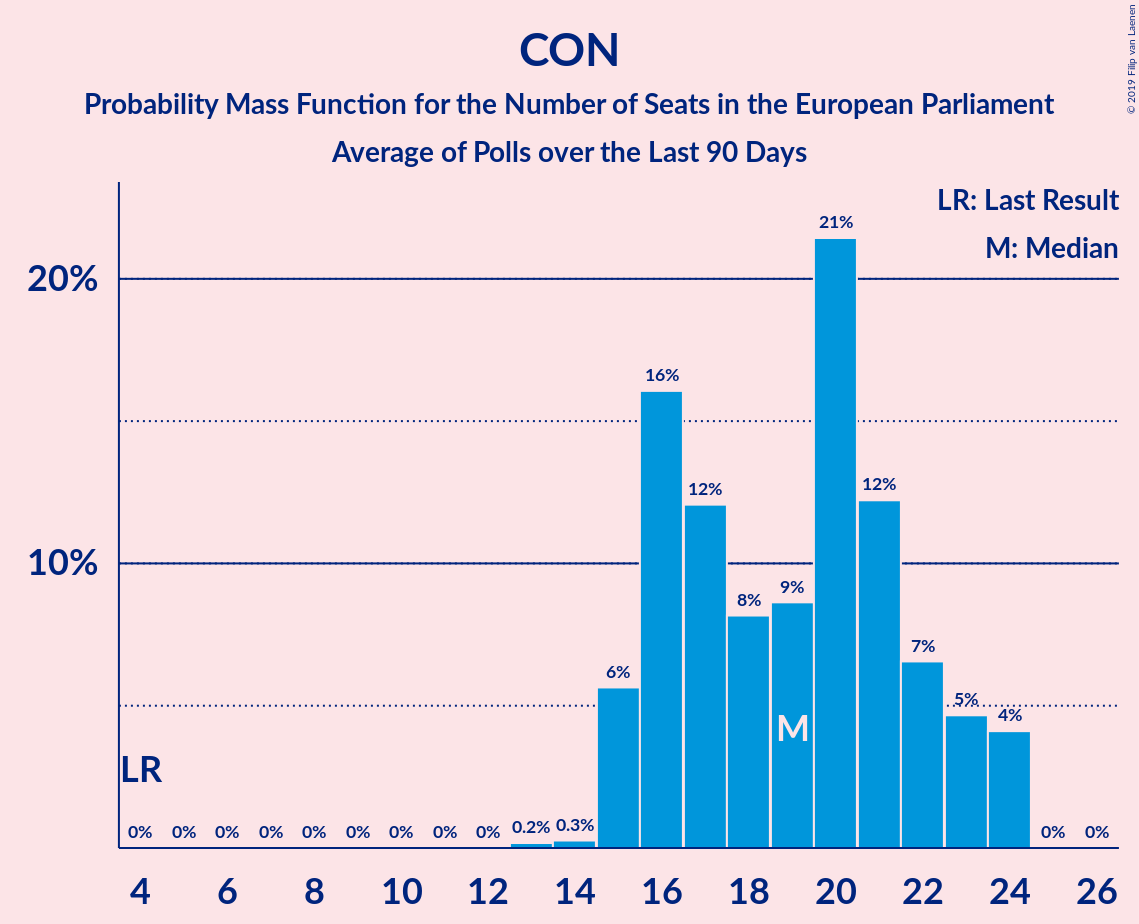 CON
Probability Mass Function for the Number of Seats in the European Parliament
Average of Polls over the Last 90 Days
© 2019 Filip van Laenen
LR: Last Result
M: Median
20%
10%
21%
16%
12%
12%
8%
9%
7%
6%
5%
4%
M
LR
0% 0% 0% 0% 0% 0% 0% 0% 0% 0.2% 0.3% 0% 0%
4 6 8 10 12 14 16 18 20 22 24 26